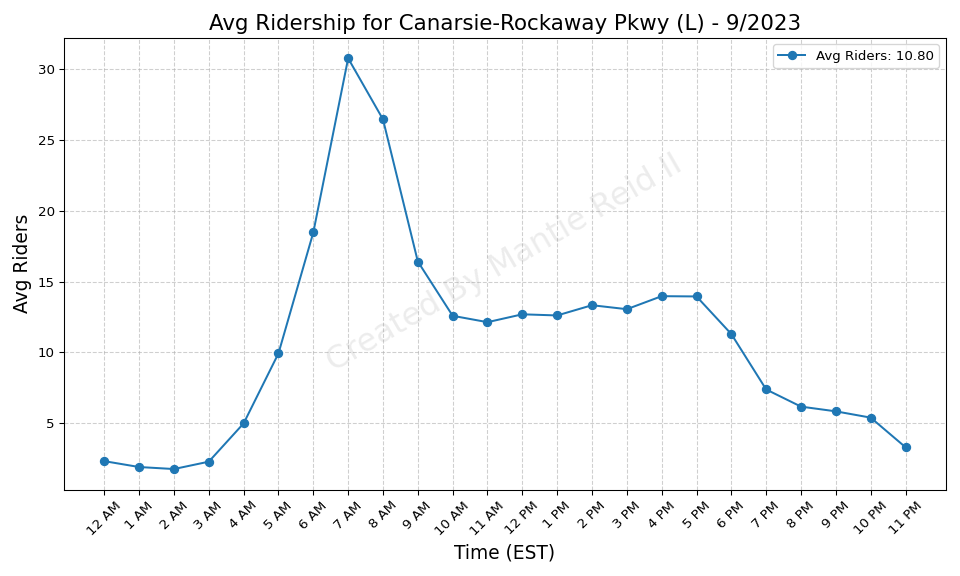 Avg Ridership for Canarsie-Rockaway Pkwy (L) - 9/2023
Avg Riders: 10.80
30
25
20
15
10
5
Avg Riders
Created By Mantie Reid II
12 AM 1 AM 2 AM 3 AM 4 AM 5 AM 6 AM 7 AM 8 AM 9 AM 10 AM 11 AM 12 PM 1 PM 2 PM 3 PM 4 PM 5 PM 6 PM 7 PM 8 PM 9 PM 10 PM 11 PM
Time (EST)